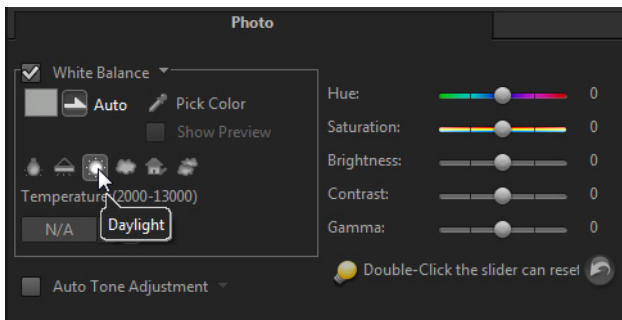 Photo
White Balance
Auto
Pick Color
Show Preview
Temperature (2000-13000)
N/A
Daylight
Auto Tone Adjustment
Hue: 0
Saturation: 0
Brightness: 0
Contrast: 0
Gamma: 0
Double-Click the slider can reset